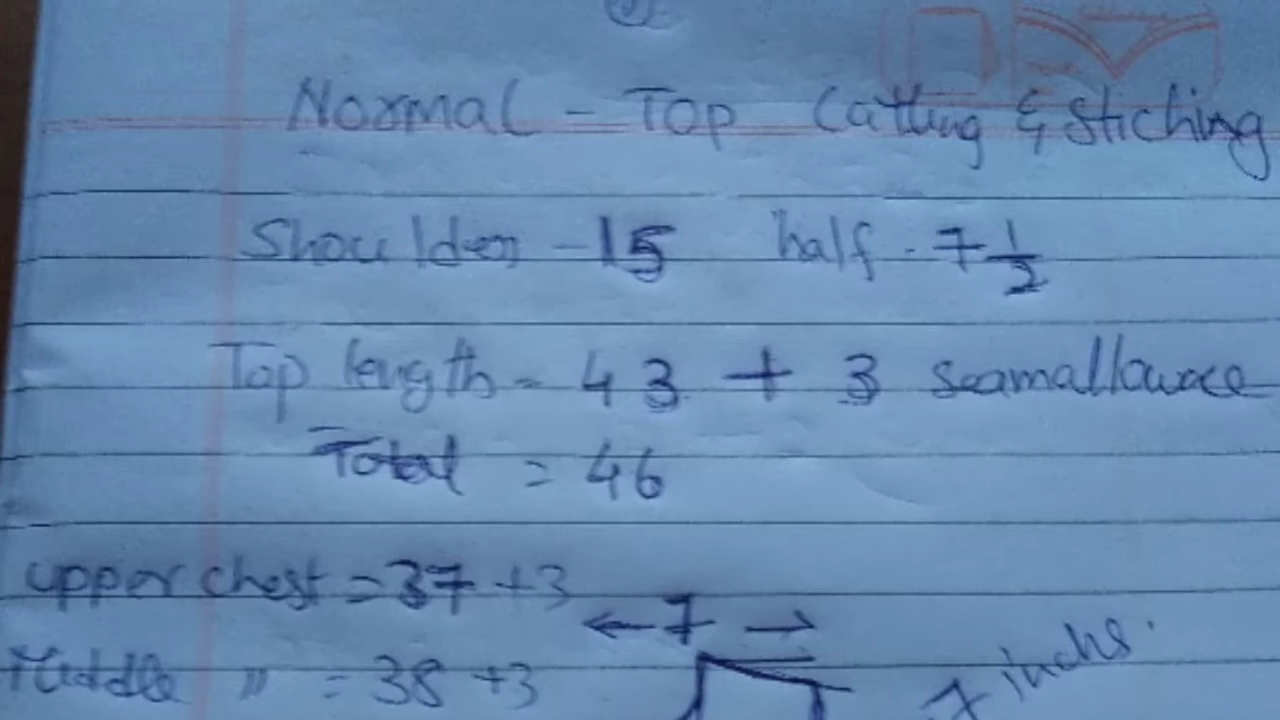 Normal - Top Cutting & Stiching
Shoulder - 15 half - 7 1/2
Top length - 43 + 3 seamallowance
Total = 46
upper chest = 37 +3
← 7 →
Middle " = 38 +3
7 inchs.